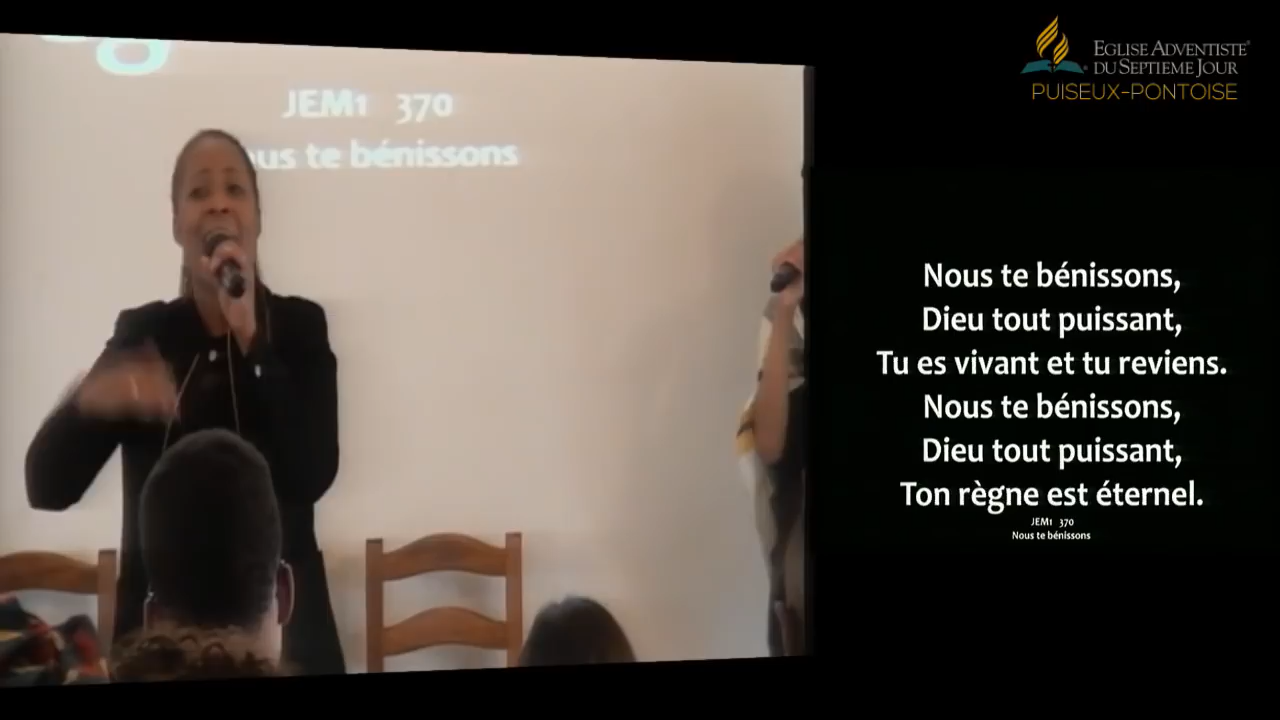 JEM1 370
us te bénissons
EGLISE ADVENTISTE®
DU SEPTIEME JOUR
PUISEUX-PONTOISE
Nous te bénissons,
Dieu tout puissant,
Tu es vivant et tu reviens.
Nous te bénissons,
Dieu tout puissant,
Ton règne est éternel.
JEM1 370
Nous te bénissons